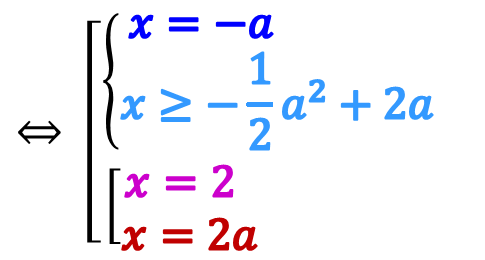 x = −a
⇔ x ≥ −1/2 a² + 2a
x = 2
x = 2a